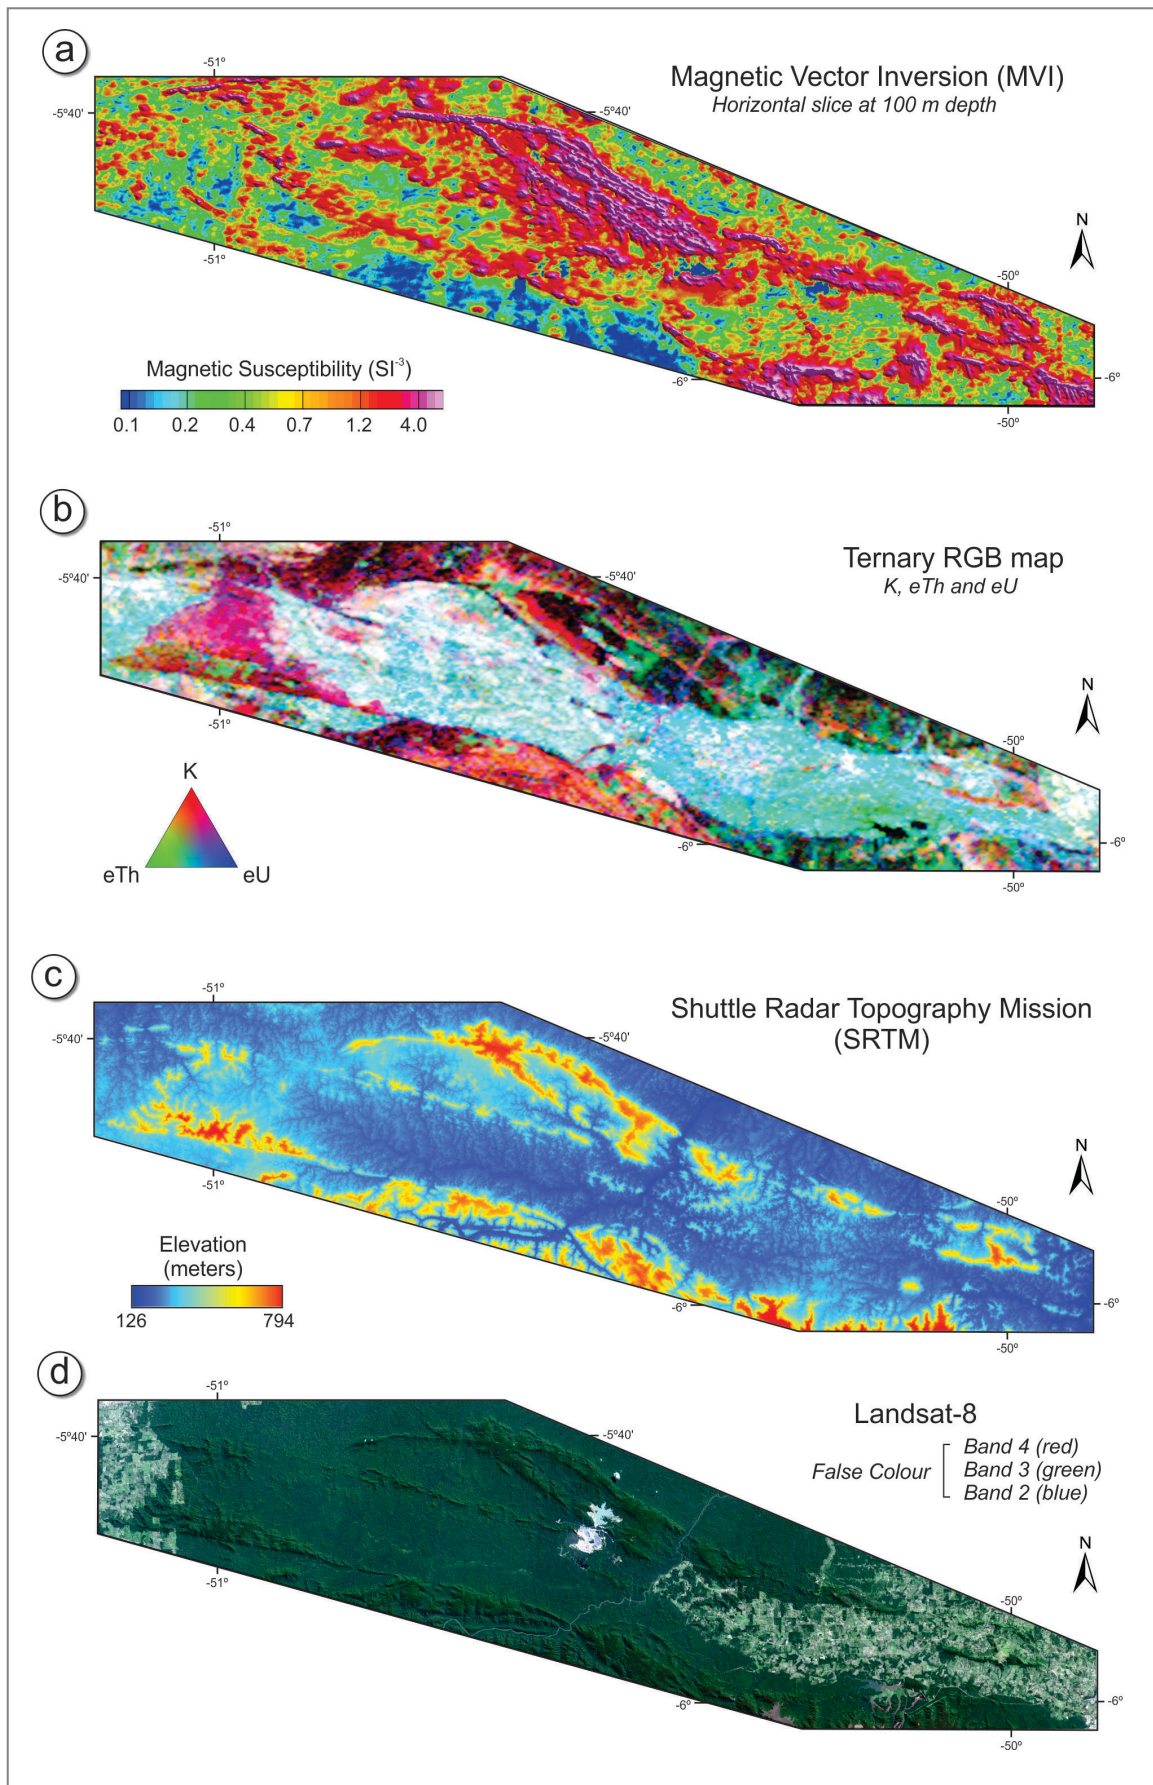 a
Magnetic Vector Inversion (MVI)
Horizontal slice at 100 m depth
-51º
-5º40'
-5º40'
N
-51º
-50º
Magnetic Susceptibility (SI-3)
0.1 0.2 0.4 0.7 1.2 4.0
-6º
-6º
-50º
b
Ternary RGB map
K, eTh and eU
-51º
-5º40'
-5º40'
N
-51º
-50º
K
eTh eU
-6º
-6º
-50º
c
Shuttle Radar Topography Mission
(SRTM)
-51º
-5º40'
-5º40'
N
-51º
-50º
Elevation
(meters)
126 794
-6º
-6º
-50º
d
Landsat-8
False Colour
Band 4 (red)
Band 3 (green)
Band 2 (blue)
-51º
-5º40'
-5º40'
N
-51º
-50º
-6º
-6º
-50º